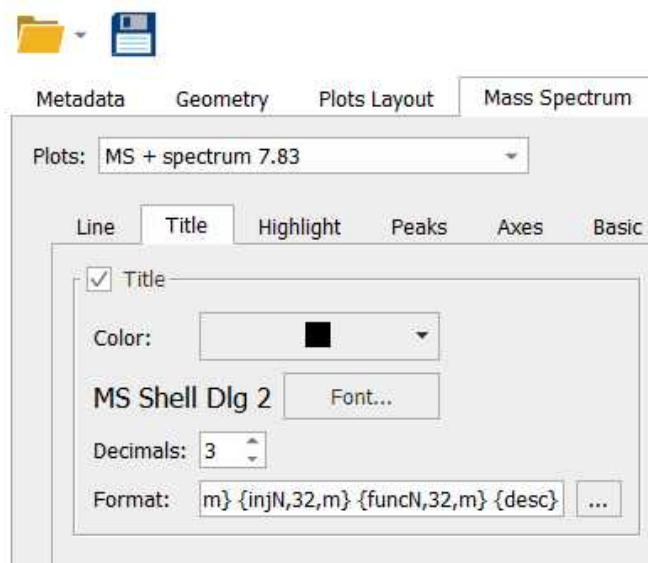 Metadata Geometry Plots Layout Mass Spectrum
Plots: MS + spectrum 7.83
Line Title Highlight Peaks Axes Basic
Title
Color:
MS Shell Dlg 2 Font...
Decimals: 3
Format: m} {injN,32,m} {funcN,32,m} {desc} ...